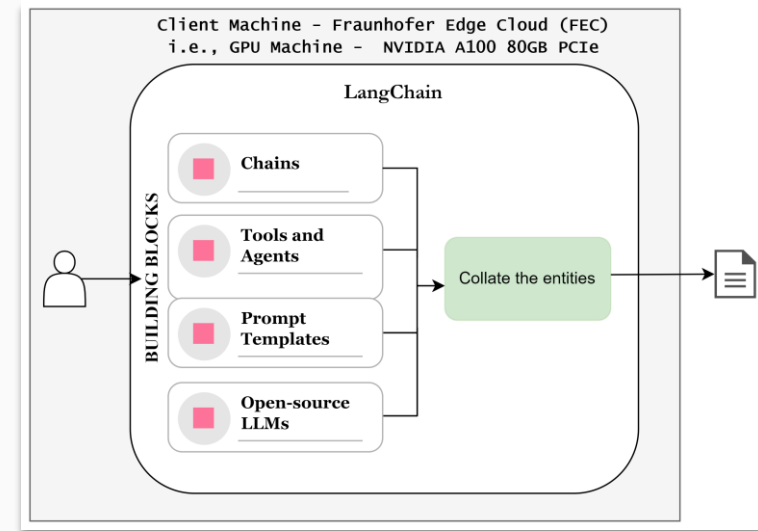 Client Machine - Fraunhofer Edge Cloud (FEC)
i.e., GPU Machine - NVIDIA A100 80GB PCIe
LangChain
BUILDING BLOCKS
Chains
Tools and
Agents
Prompt
Templates
Open-source
LLMs
Collate the entities